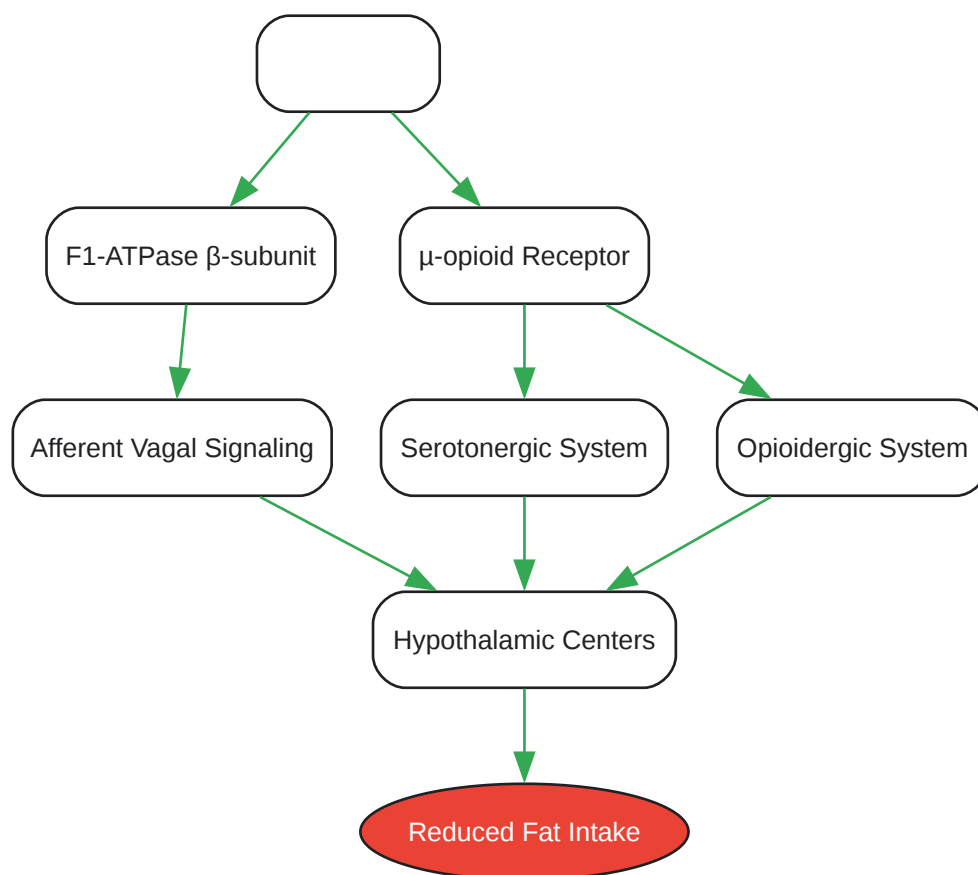 F1-ATPase β-subunit
µ-opioid Receptor
Afferent Vagal Signaling
Serotonergic System
Opioidergic System
Hypothalamic Centers
Reduced Fat Intake